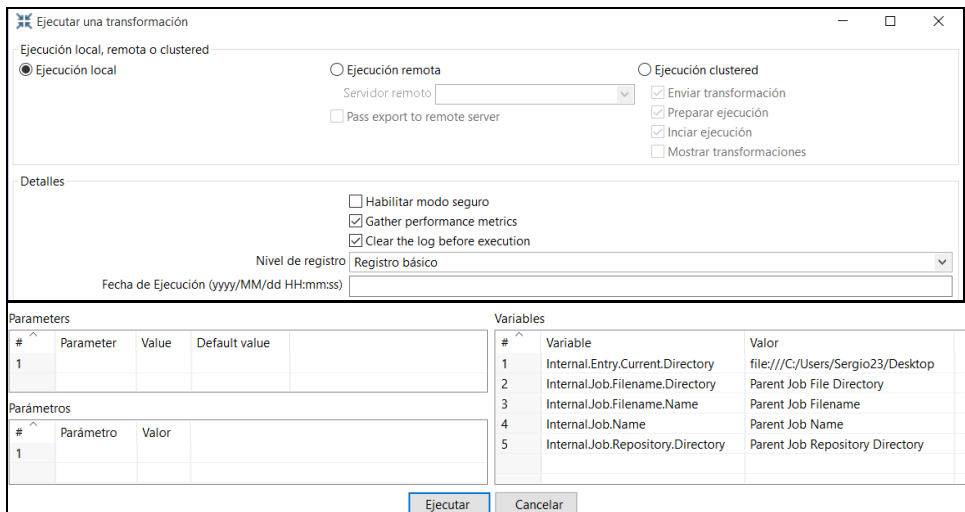 Ejecutar una transformación
Ejecución local, remota o clustered
Ejecución local
Ejecución remota
Ejecución clustered
Servidor remoto
Enviar transformación
Pass export to remote server
Preparar ejecución
Inciar ejecución
Mostrar transformaciones
Detalles
Habilitar modo seguro
Gather performance metrics
Clear the log before execution
Nivel de registro Registro básico
Fecha de Ejecución (yyyy/MM/dd HH:mm:ss)
Parameters
# Parameter Value Default value
1
Parámetros
# Parámetro Valor
1
Variables
# Variable Valor
1 Internal.Entry.Current.Directory file:///C:/Users/Sergio23/Desktop
2 Internal.Job.Filename.Directory Parent Job File Directory
3 Internal.Job.Filename.Name Parent Job Filename
4 Internal.Job.Name Parent Job Name
5 Internal.Job.Repository.Directory Parent Job Repository Directory
Ejecutar Cancelar